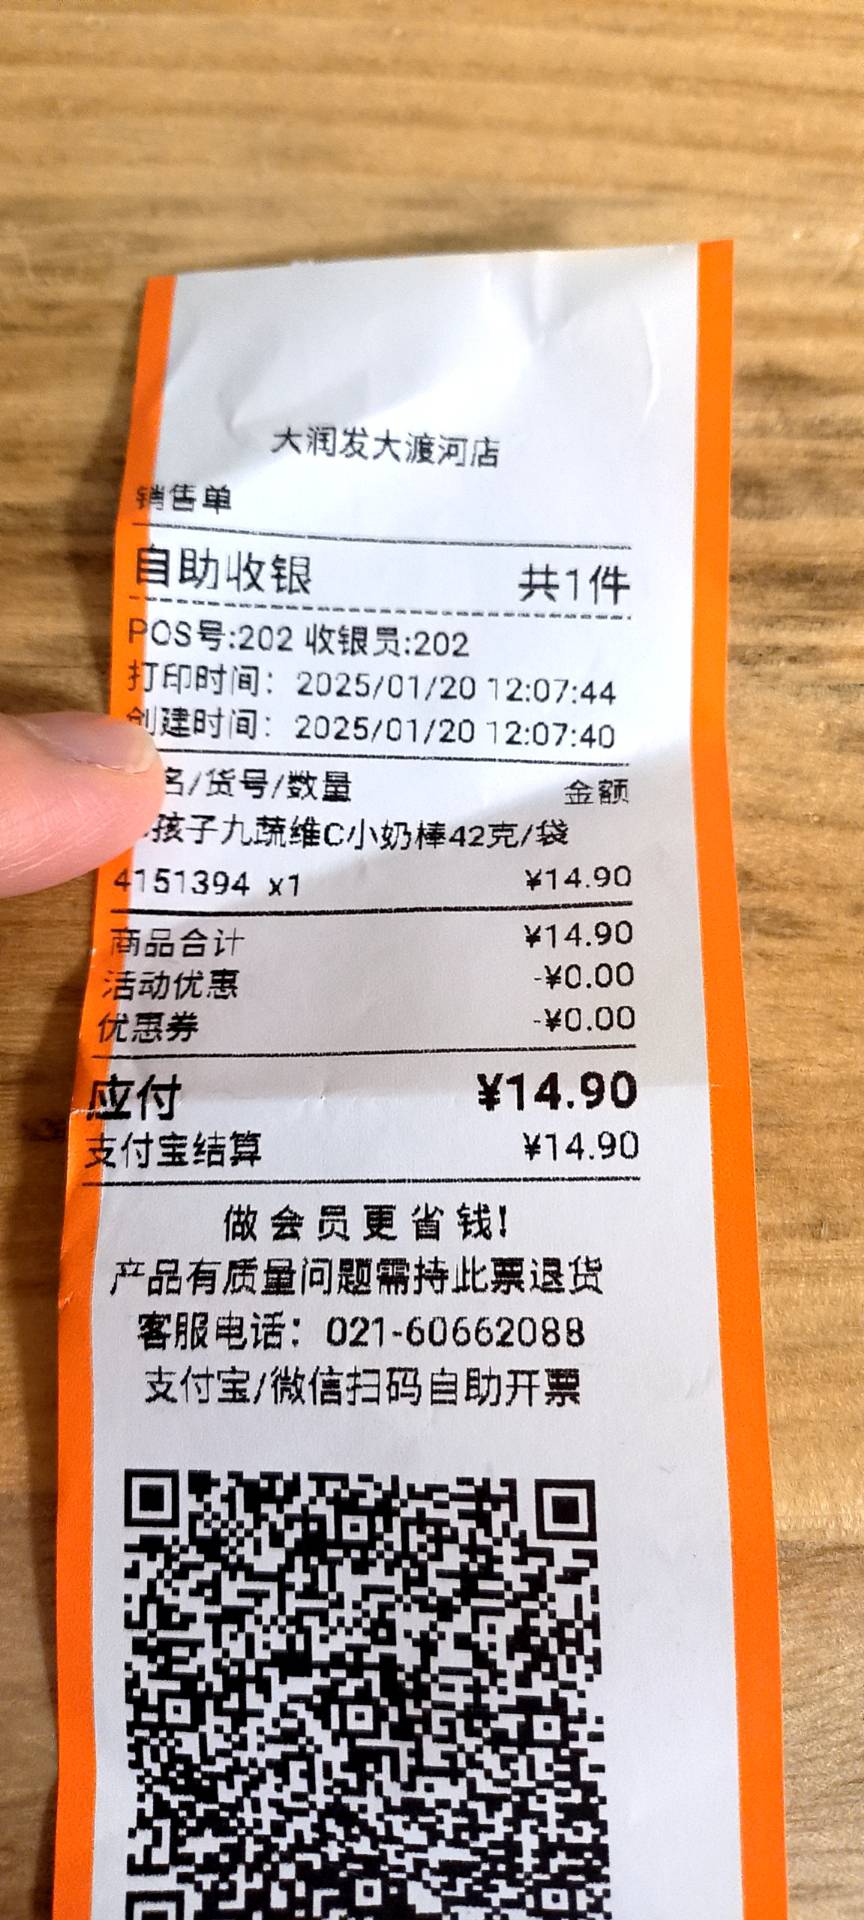 大润发大渡河店
销售单
自助收银 共1件
POS号:202 收银员:202
打印时间：2025/01/20 12:07:44
创建时间：2025/01/20 12:07:40
名/货号/数量 金额
孩子九蔬维C小奶棒42克/袋
4151394 x1 ¥14.90
商品合计 ¥14.90
活动优惠 -¥0.00
优惠券 -¥0.00
应付 ¥14.90
支付宝结算 ¥14.90
做会员更省钱!
产品有质量问题需持此票退货
客服电话：021-60662088
支付宝/微信扫码自助开票